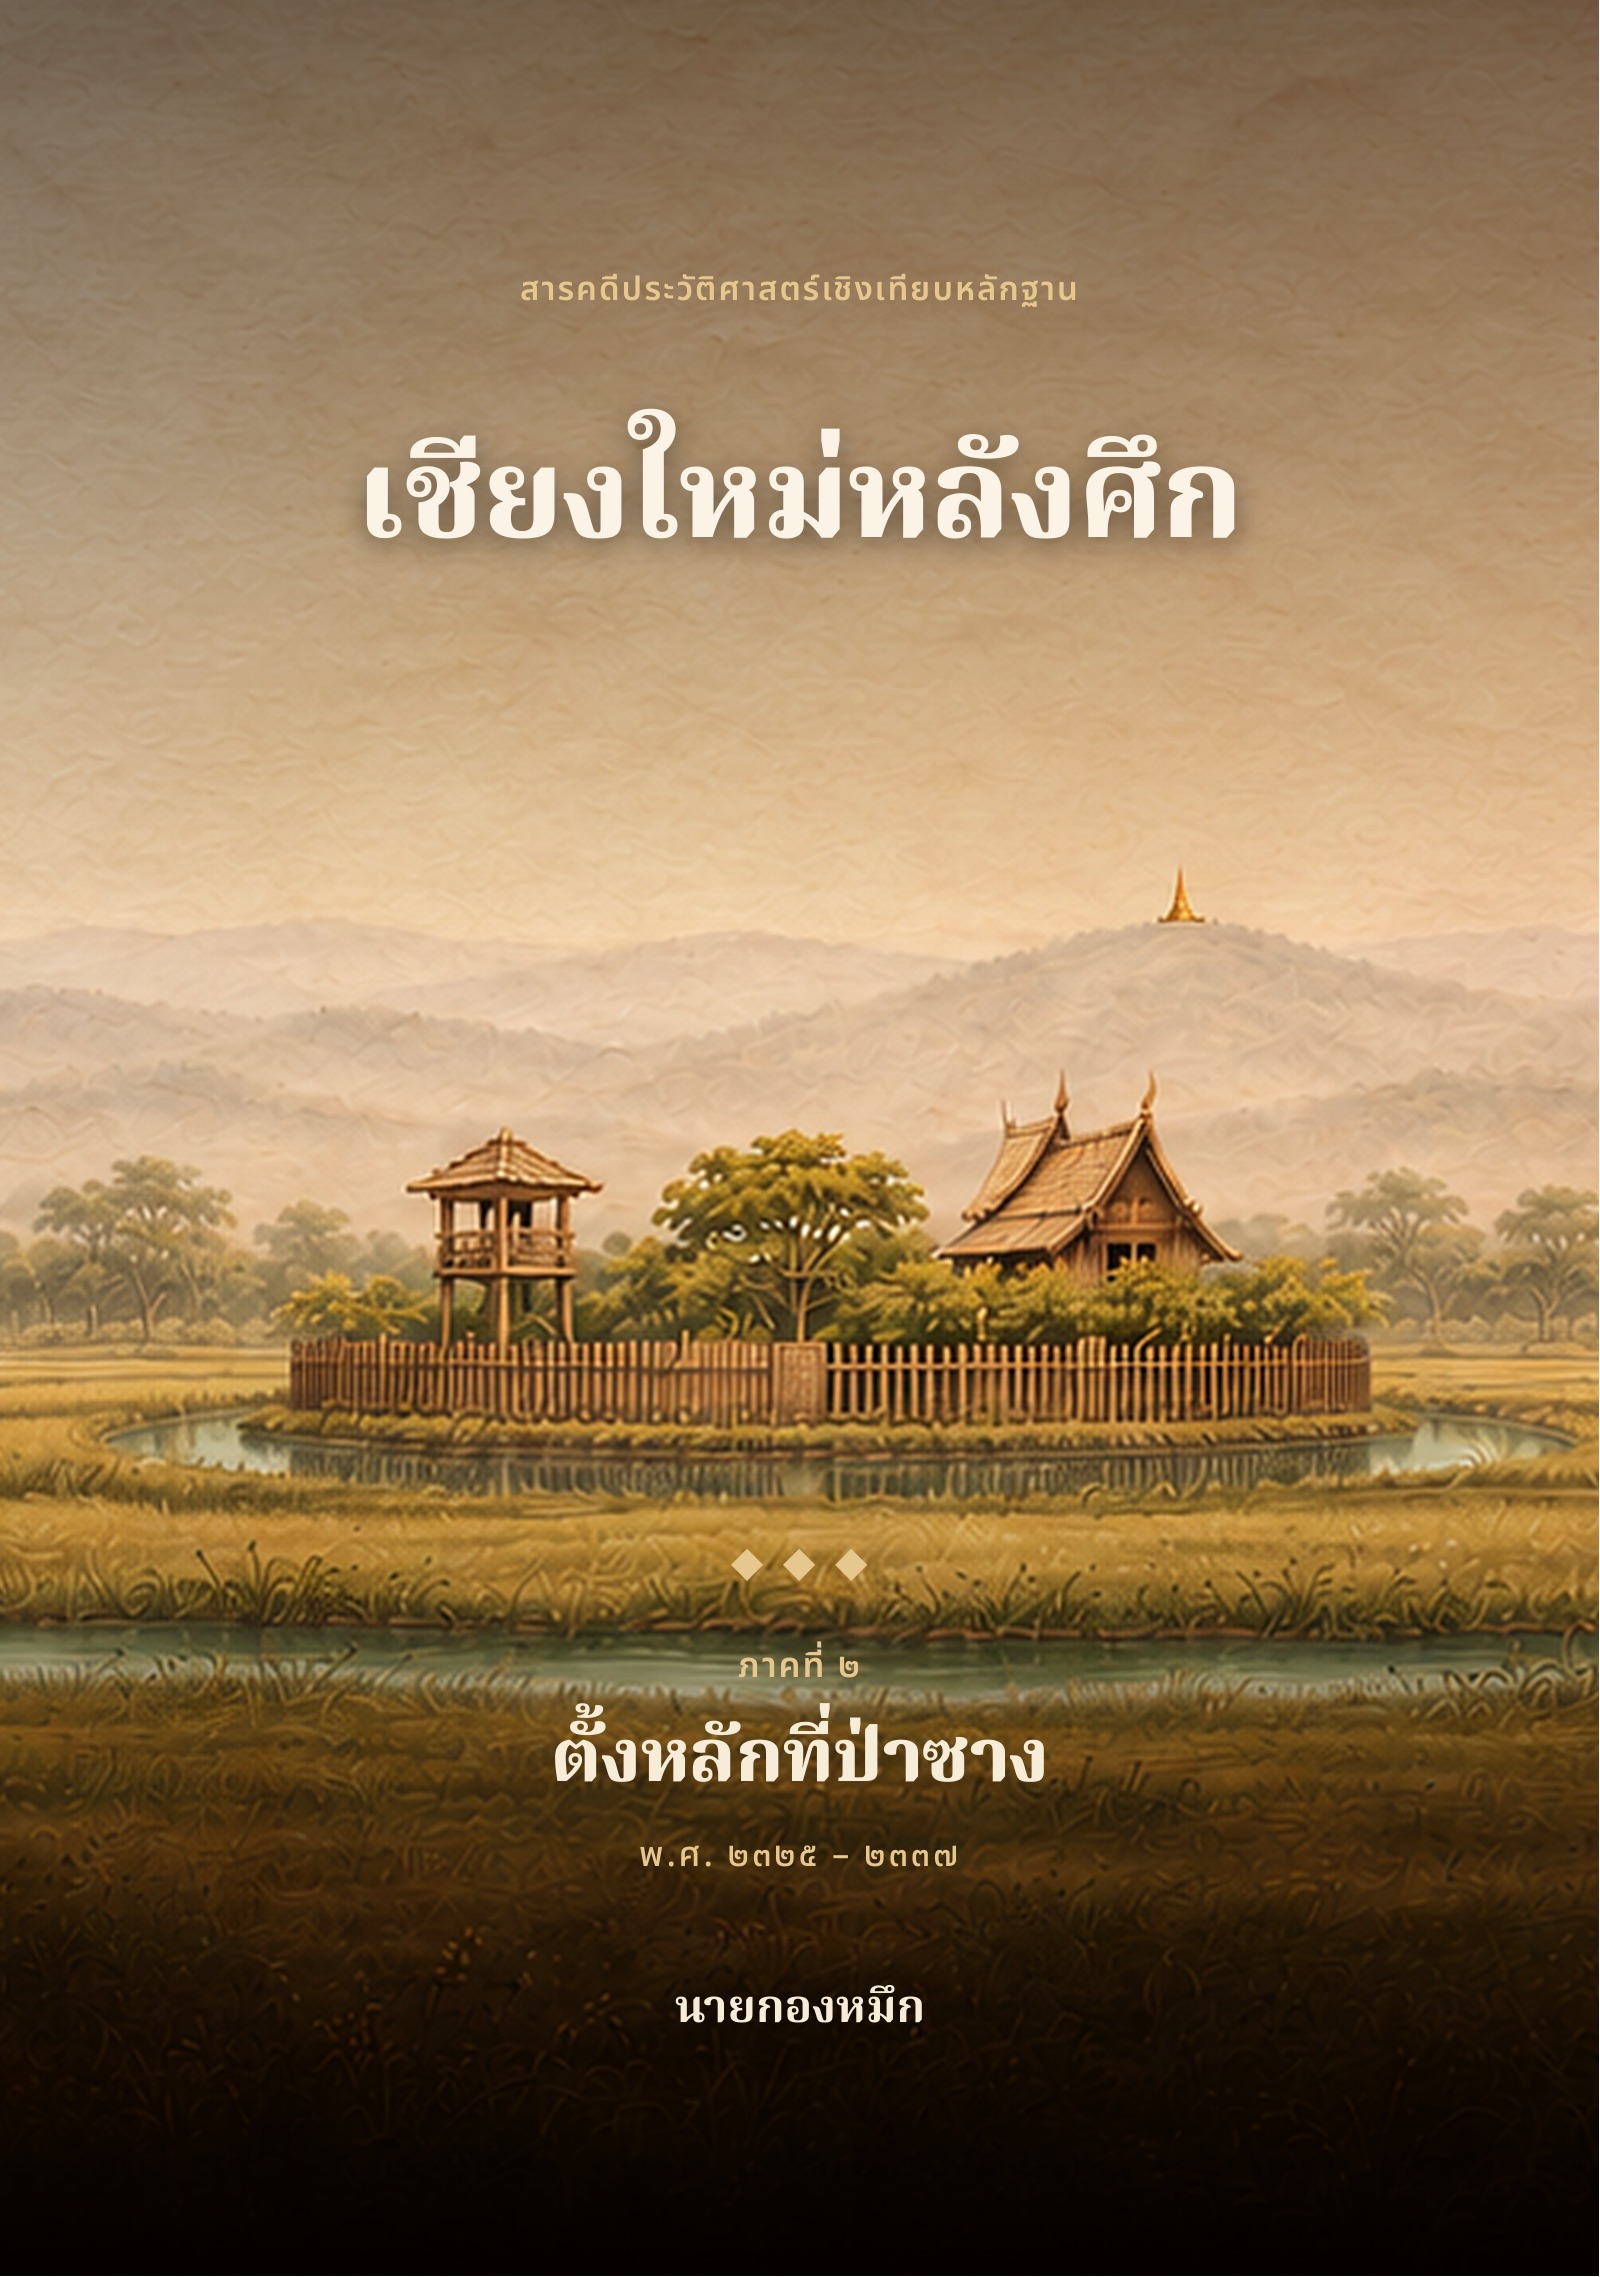 สารคดีประวัติศาสตร์เชิงเทียบหลักฐาน
เชียงใหม่หลังศึก
ภาคที่ ๒
ตั้งหลักที่ป่าซาง
พ.ศ. ๒๓๒๕ – ๒๓๓๗
นายกองหมึก